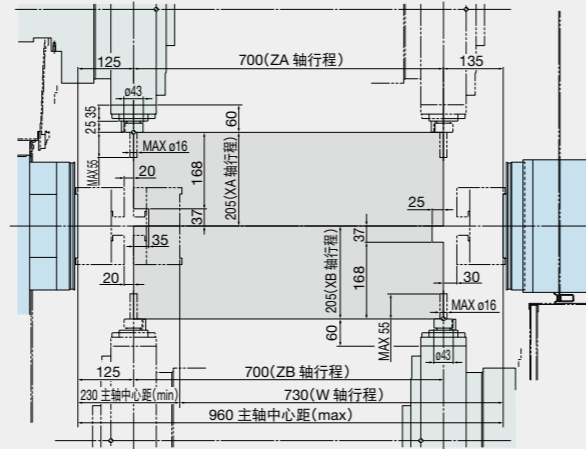 125
700(ZA 轴行程)
135
ø43
25 35
60
MAX 55
MAX ø16
20
168
205(XA 轴行程)
37
25
35
37
20
205(XB 轴行程)
168
30
MAX ø16
60
MAX 55
ø43
125
700(ZB 轴行程)
230 主轴中心距(min)
730(W 轴行程)
960 主轴中心距(max)